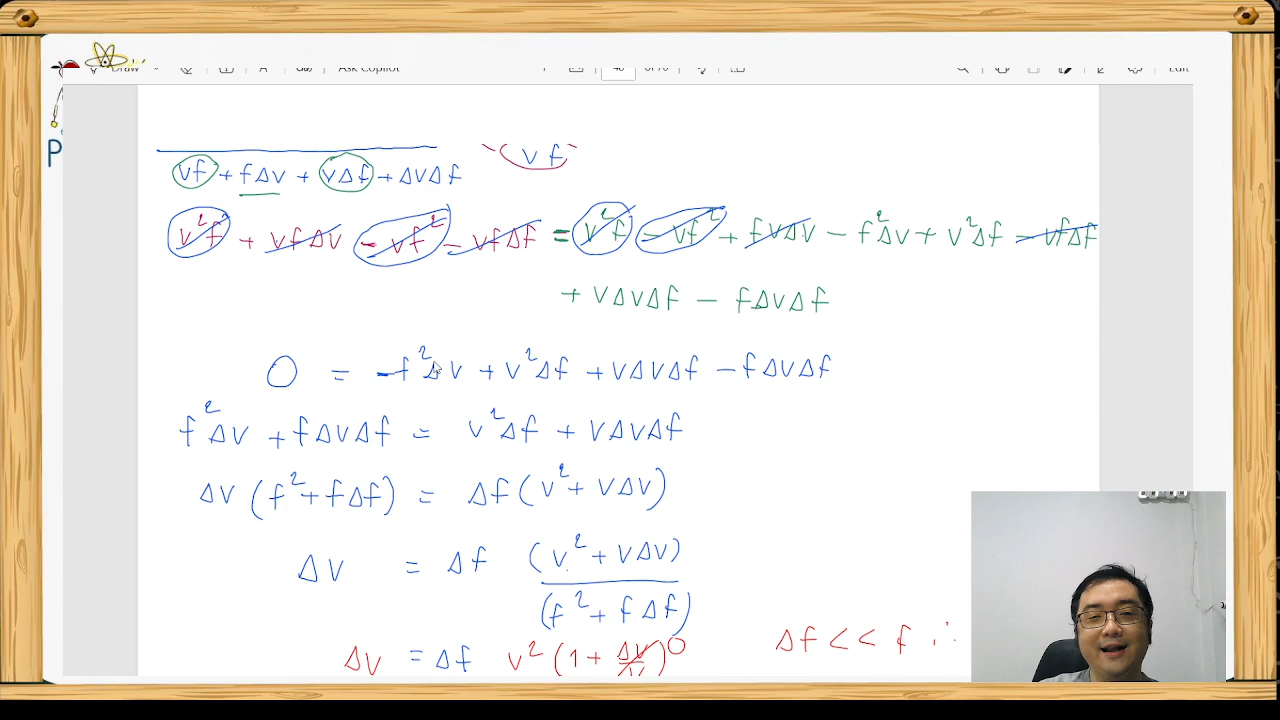 Ask Copilot
P
vf + fΔv + vΔf + ΔvΔf
vf
v²f + vfΔv - vf² - vfΔf = v²f - vf² + fvΔv - f²Δv + v²Δf - vfΔf
+ vΔvΔf - fΔvΔf
0 = -f²Δv + v²Δf + vΔvΔf - fΔvΔf
f²Δv + fΔvΔf = v²Δf + vΔvΔf
Δv (f² + fΔf) = Δf (v² + vΔv)
Δv = Δf (v² + vΔv)
(f² + fΔf)
Δv = Δf v² (1 + Δv/v) 0
Δf << f ∴